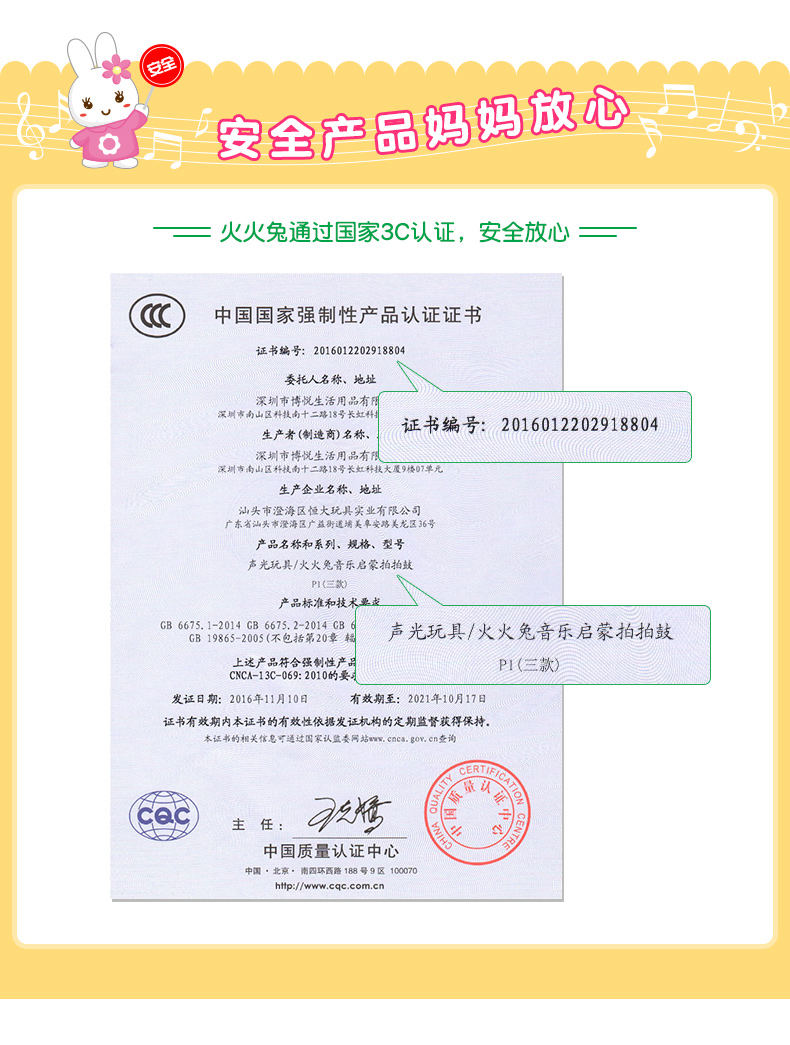 安全
安全产品妈妈放心
火火兔通过国家3C认证，安全放心
CCC
中国国家强制性产品认证证书
证书编号：2016012202918804
委托人名称、地址
深圳市博悦生活用品有限
深圳市南山区科技南十二路18号长虹科
证书编号：2016012202918804
生产者(制造商)名称、
深圳市博悦生活用品有限
深圳市南山区科技南十二路18号长虹科技大厦9楼07单元
生产企业名称、地址
汕头市澄海区恒大玩具实业有限公司
广东省汕头市澄海区广益街道埔美阜安路美龙区36号
产品名称和系列、规格、型号
声光玩具/火火兔音乐启蒙拍拍鼓
P1(三款)
产品标准和技术要求
声光玩具/火火兔音乐启蒙拍拍鼓
P1(三款)
GB 6675.1-2014 GB 6675.2-2014 GB 6
GB 19865-2005(不包括第20章
上述产品符合强制性产品
CNCA-13C-069:2010的要
发证日期：2016年11月10日 有效期至：2021年10月17日
证书有效期内本证书的有效性依据发证机构的定期监督获得保持。
本证书的相关信息可通过国家认监委网站www.cnca.gov.cn查询
CQC
主 任：
中国质量认证中心
中国·北京·南四环西路188号9区 100070
http://www.cqc.com.cn
CHINA QUALITY CERTIFICATION CENTRE
中国质量认证中心